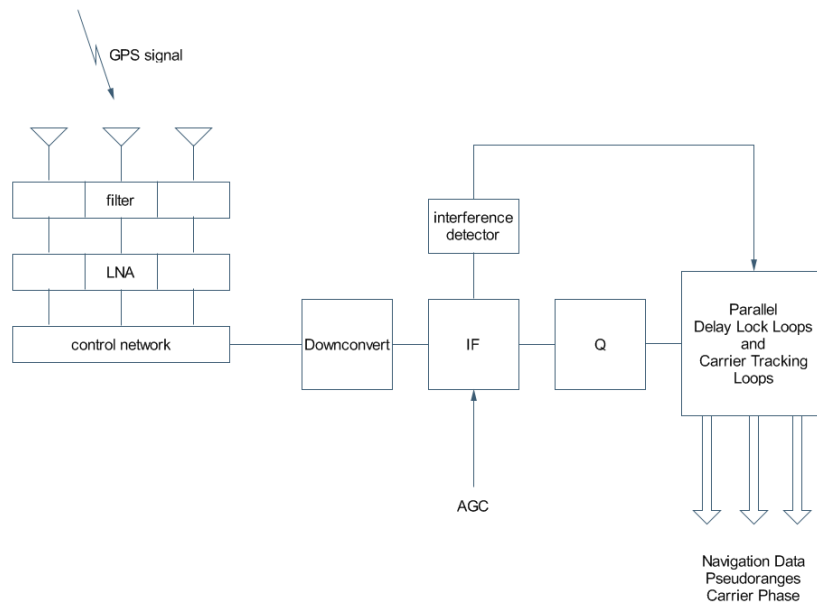 GPS signal
filter
LNA
control network
Downconvert
interference
detector
IF
Q
AGC
Parallel
Delay Lock Loops
and
Carrier Tracking
Loops
Navigation Data
Pseudoranges
Carrier Phase